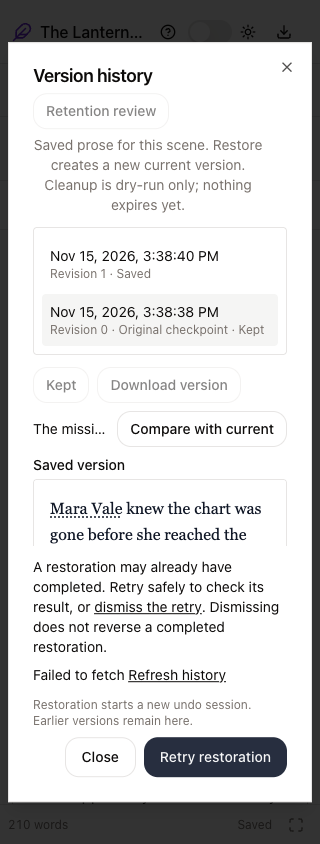 The Lantern...
Version history
Retention review
Saved prose for this scene. Restore
creates a new current version.
Cleanup is dry-run only; nothing
expires yet.
Nov 15, 2026, 3:38:40 PM
Revision 1 · Saved
Nov 15, 2026, 3:38:38 PM
Revision 0 · Original checkpoint · Kept
Kept
Download version
The missi...
Compare with current
Saved version
Mara Vale knew the chart was
gone before she reached the
A restoration may already have
completed. Retry safely to check its
result, or dismiss the retry. Dismissing
does not reverse a completed
restoration.
Failed to fetch Refresh history
Restoration starts a new undo session.
Earlier versions remain here.
Close
Retry restoration
210 words
Saved